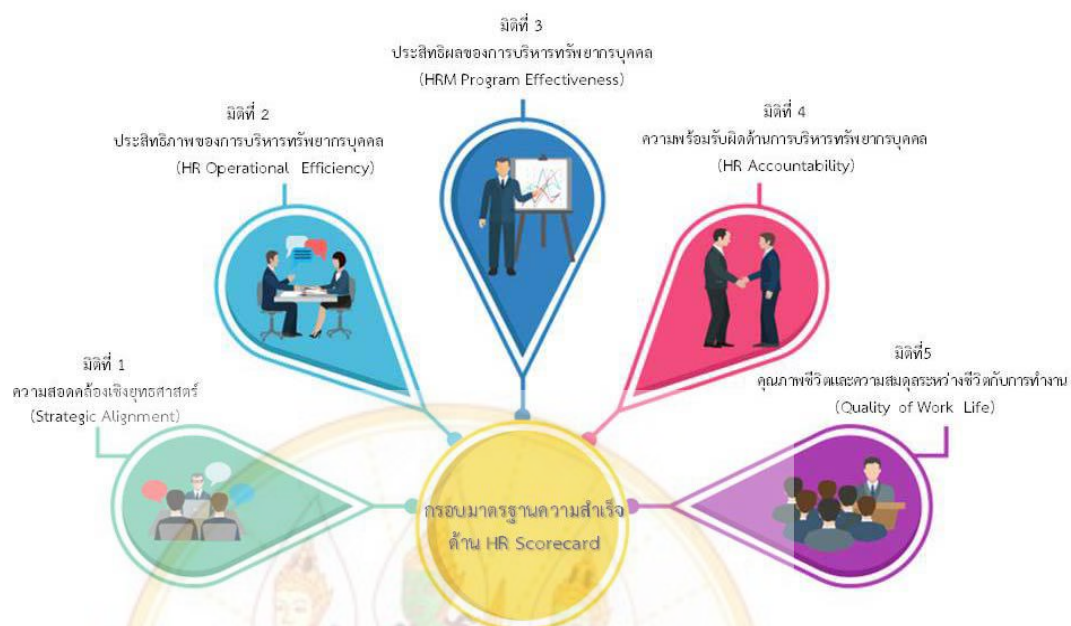 มิติที่ 1
ความสอดคล้องเชิงยุทธศาสตร์
(Strategic Alignment)
มิติที่ 2
ประสิทธิภาพของการบริหารทรัพยากรบุคคล
(HR Operational Efficiency)
มิติที่ 3
ประสิทธิผลของการบริหารทรัพยากรบุคคล
(HRM Program Effectiveness)
มิติที่ 4
ความพร้อมรับผิดด้านการบริหารทรัพยากรบุคคล
(HR Accountability)
มิติที่5
คุณภาพชีวิตและความสมดุลระหว่างชีวิตกับการทำงาน
(Quality of Work Life)
กรอบมาตรฐานความสำเร็จ
ด้าน HR Scorecard